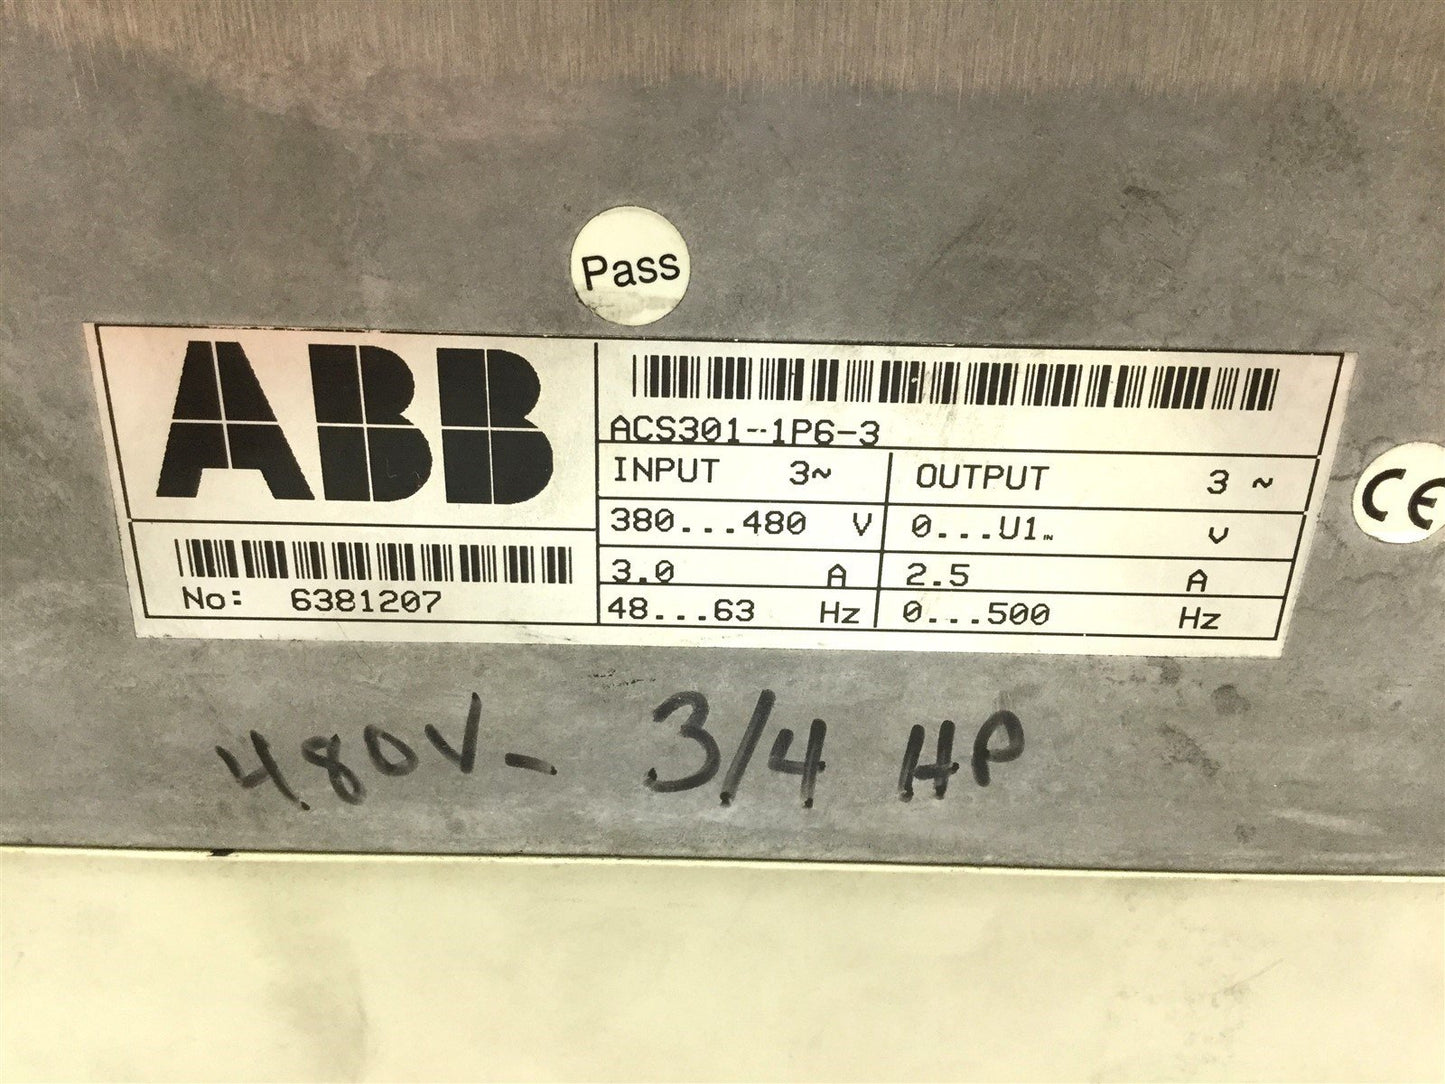 Pass
ABB
ACS301--1P6-3
INPUT 3~ OUTPUT 3 ~
380...480 V 0...U1IN V
3.0 A 2.5 A
48...63 Hz 0...500 Hz
No: 6381207
CE
480V- 3/4 HP